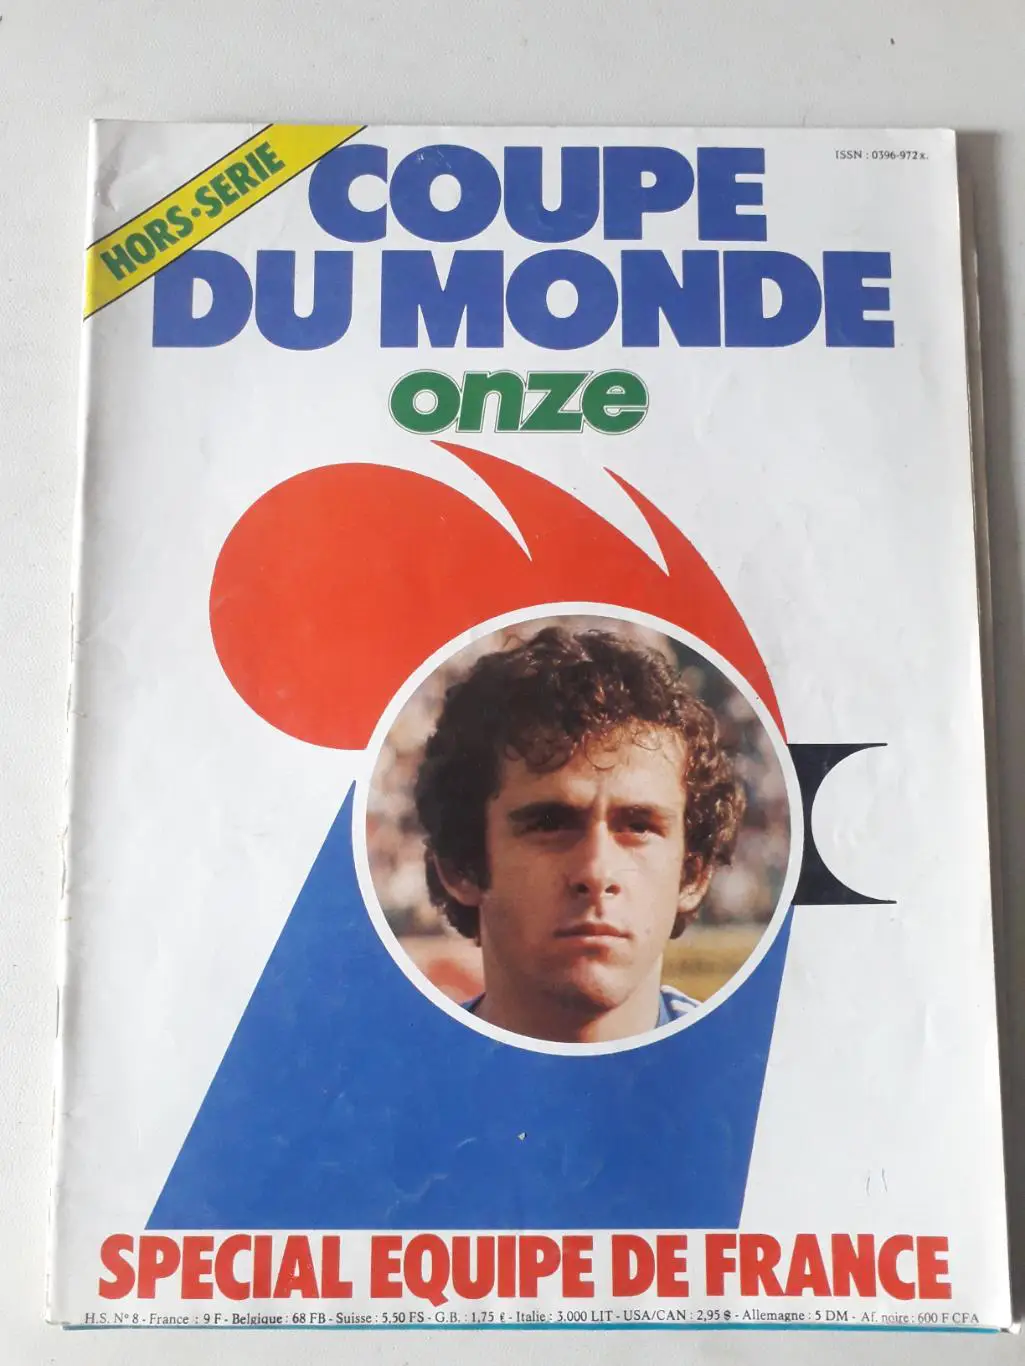 HORS-SERIE
COUPE
DU MONDE
ISSN : 0396-972x.
onze
SPECIAL EQUIPE DE FRANCE
H.S. N° 8 - France : 9 F - Belgique : 68 FB - Suisse : 5,50 FS - G.B. : 1,75 £ - Italie : 3.000 LIT - USA/CAN : 2,95 $ - Allemagne : 5 DM - Af. noire : 600 F CFA